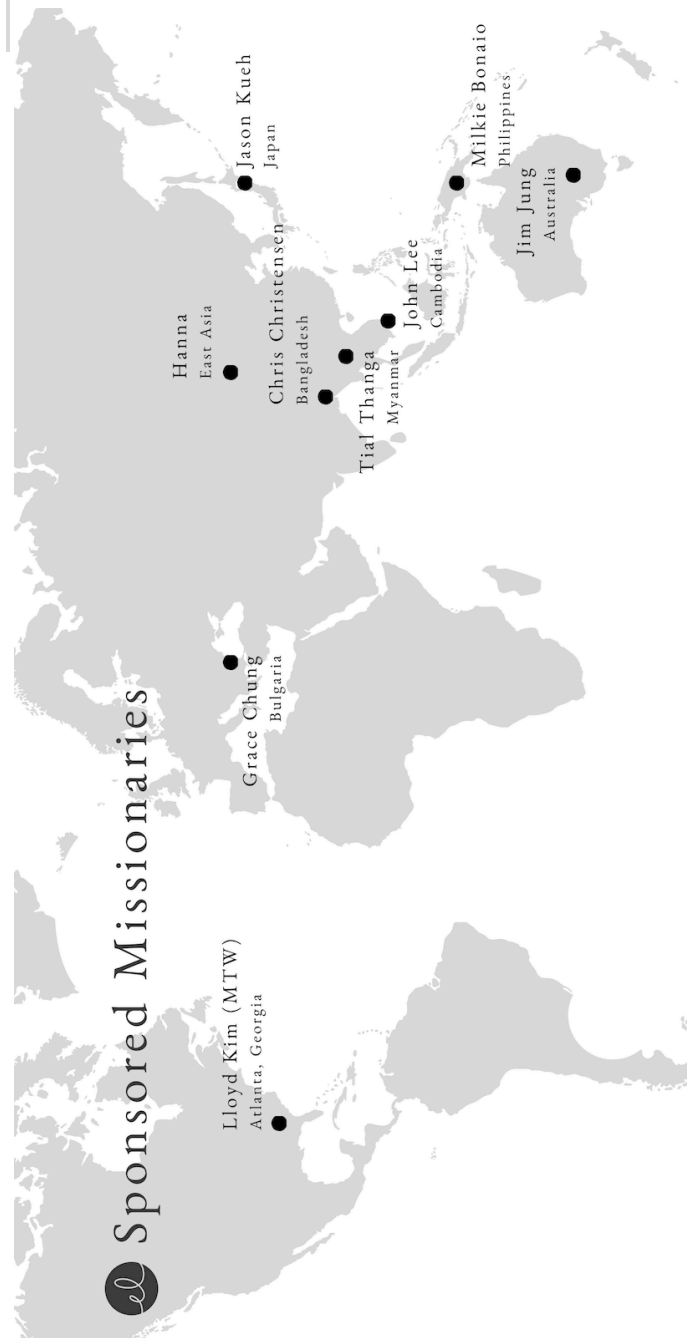 Sponsored Missionaries
Lloyd Kim (MTW)
Atlanta, Georgia
Grace Chung
Bulgaria
Hanna
East Asia
Jason Kueh
Japan
Chris Christensen
Bangladesh
Tial Thanga
Myanmar
John Lee
Cambodia
Milkie Bonaio
Philippines
Jim Jung
Australia